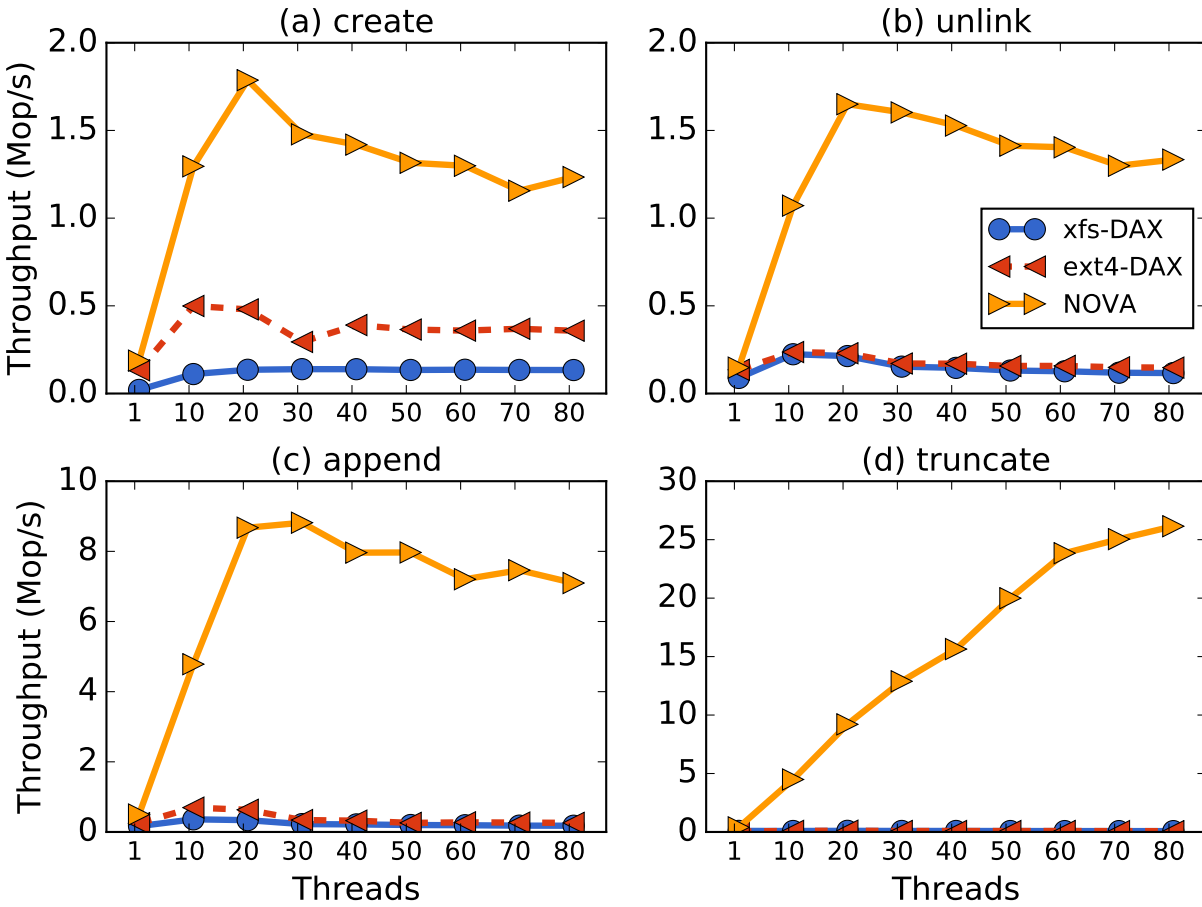 (a) create
(b) unlink
Throughput (Mop/s)
2.0
1.5
1.0
0.5
0.0
1 10 20 30 40 50 60 70 80
2.0
1.5
1.0
0.5
0.0
1 10 20 30 40 50 60 70 80
xfs-DAX
ext4-DAX
NOVA
(c) append
(d) truncate
Throughput (Mop/s)
10
8
6
4
2
0
1 10 20 30 40 50 60 70 80
Threads
30
25
20
15
10
5
0
1 10 20 30 40 50 60 70 80
Threads